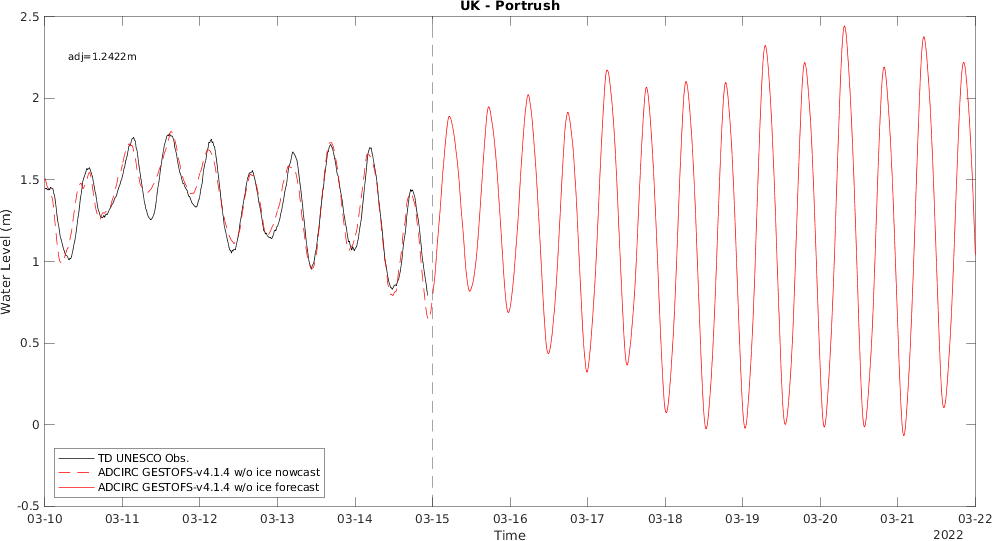 UK - Portrush
adj=1.2422m
2.5
2
1.5
1
0.5
0
-0.5
Water Level (m)
TD UNESCO Obs.
ADCIRC GESTOFS-v4.1.4 w/o ice nowcast
ADCIRC GESTOFS-v4.1.4 w/o ice forecast
03-10 03-11 03-12 03-13 03-14 03-15 03-16 03-17 03-18 03-19 03-20 03-21 03-22
Time
2022